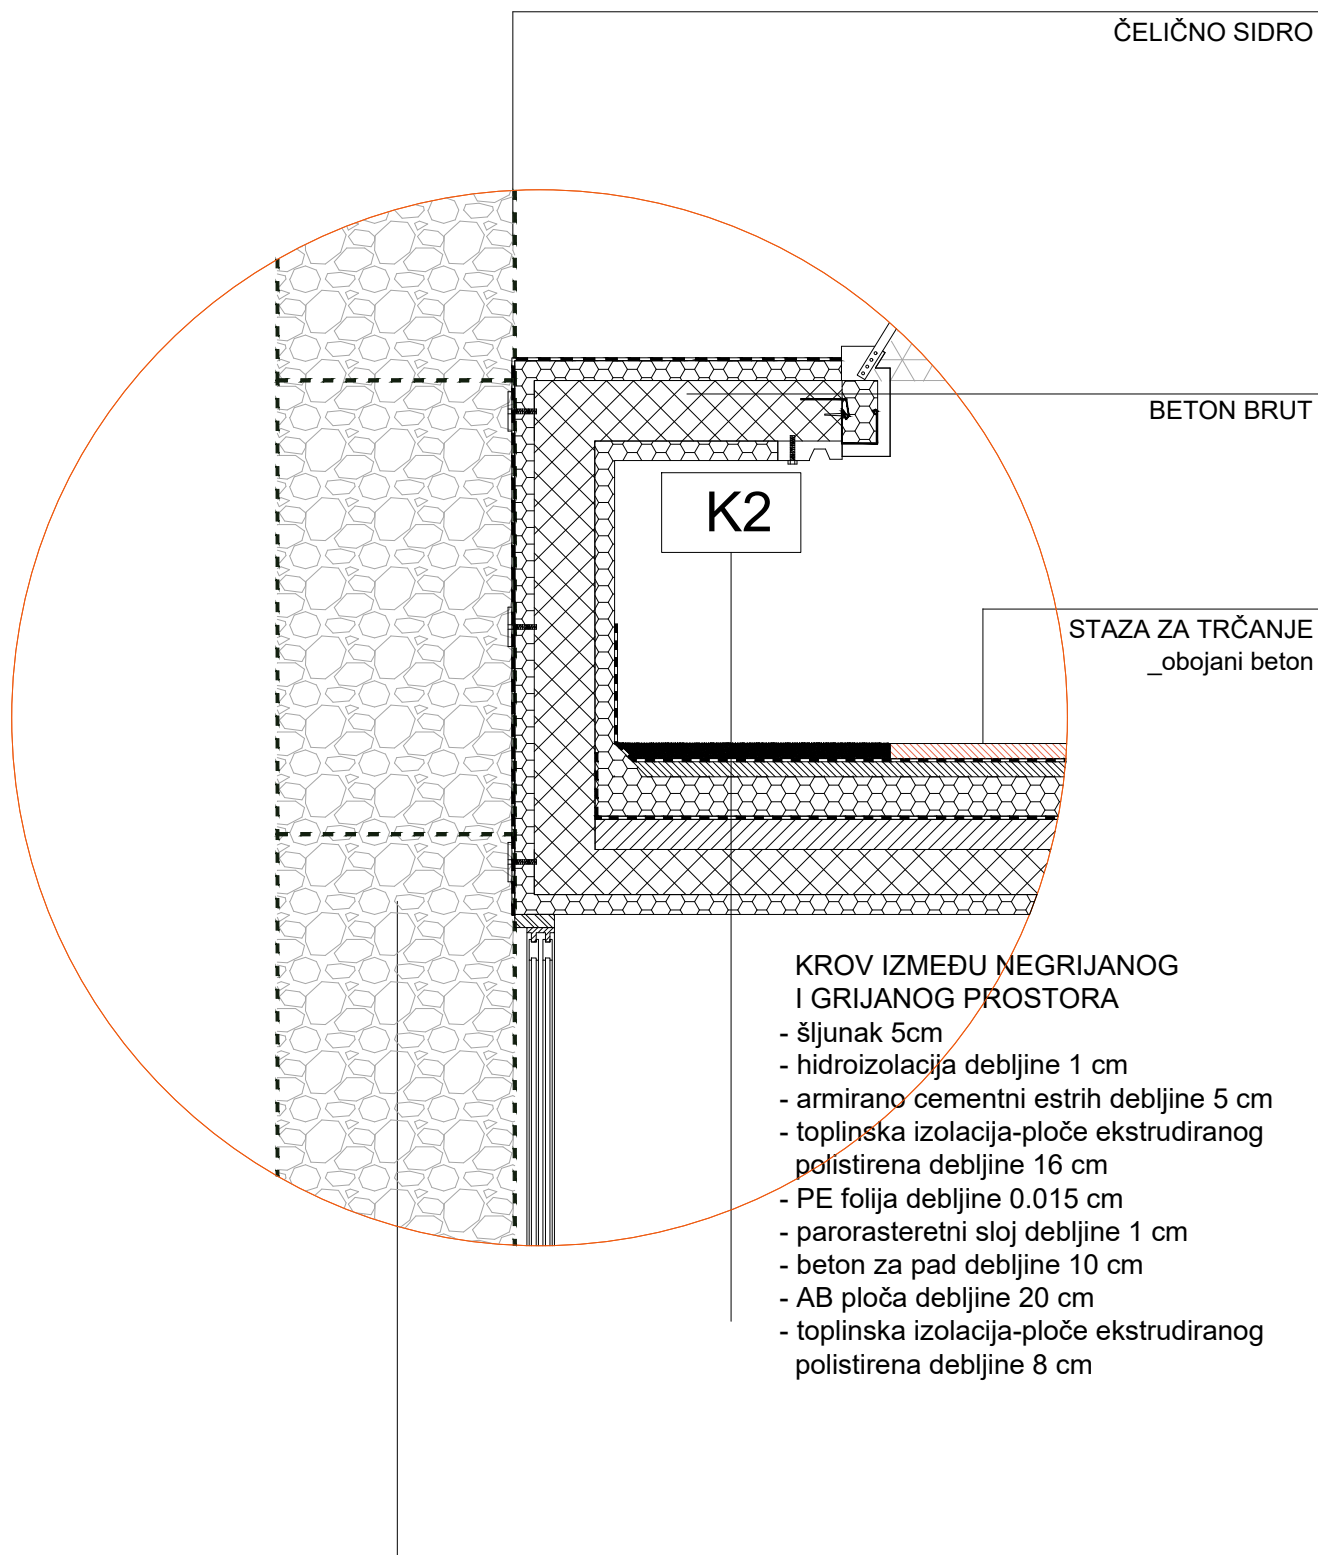 ČELIČNO SIDRO
BETON BRUT
K2
STAZA ZA TRČANJE
_obojani beton
KROV IZMEĐU NEGRIJANOG
I GRIJANOG PROSTORA
- šljunak 5cm
- hidroizolacija debljine 1 cm
- armirano cementni estrih debljine 5 cm
- toplinska izolacija-ploče ekstrudiranog
polistirena debljine 16 cm
- PE folija debljine 0.015 cm
- parorasteretni sloj debljine 1 cm
- beton za pad debljine 10 cm
- AB ploča debljine 20 cm
- toplinska izolacija-ploče ekstrudiranog
polistirena debljine 8 cm